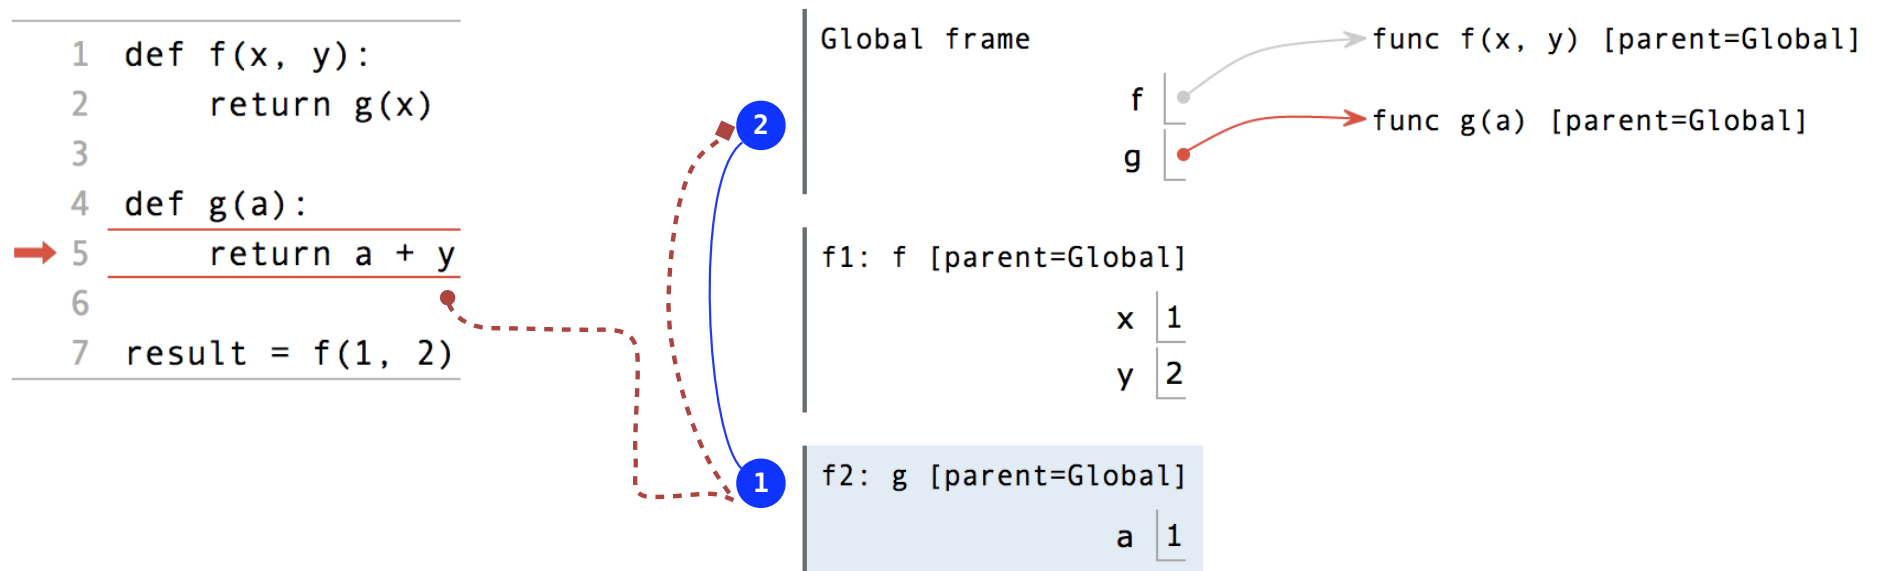 1 def f(x, y):
2     return g(x)
3
4 def g(a):
5     return a + y
6
7 result = f(1, 2)
2
1
Global frame
f
g
func f(x, y) [parent=Global]
func g(a) [parent=Global]
f1: f [parent=Global]
x 1
y 2
f2: g [parent=Global]
a 1